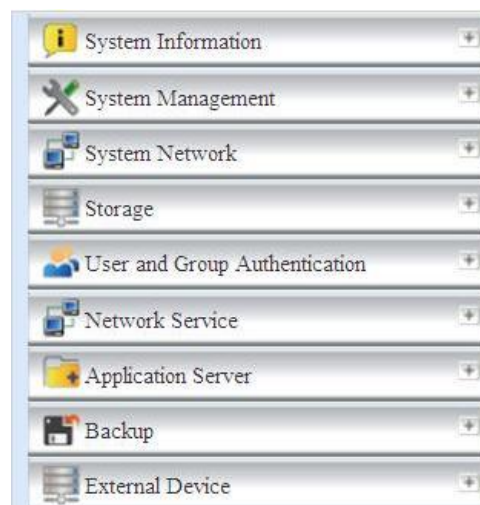 System Information
System Management
System Network
Storage
User and Group Authentication
Network Service
Application Server
Backup
External Device